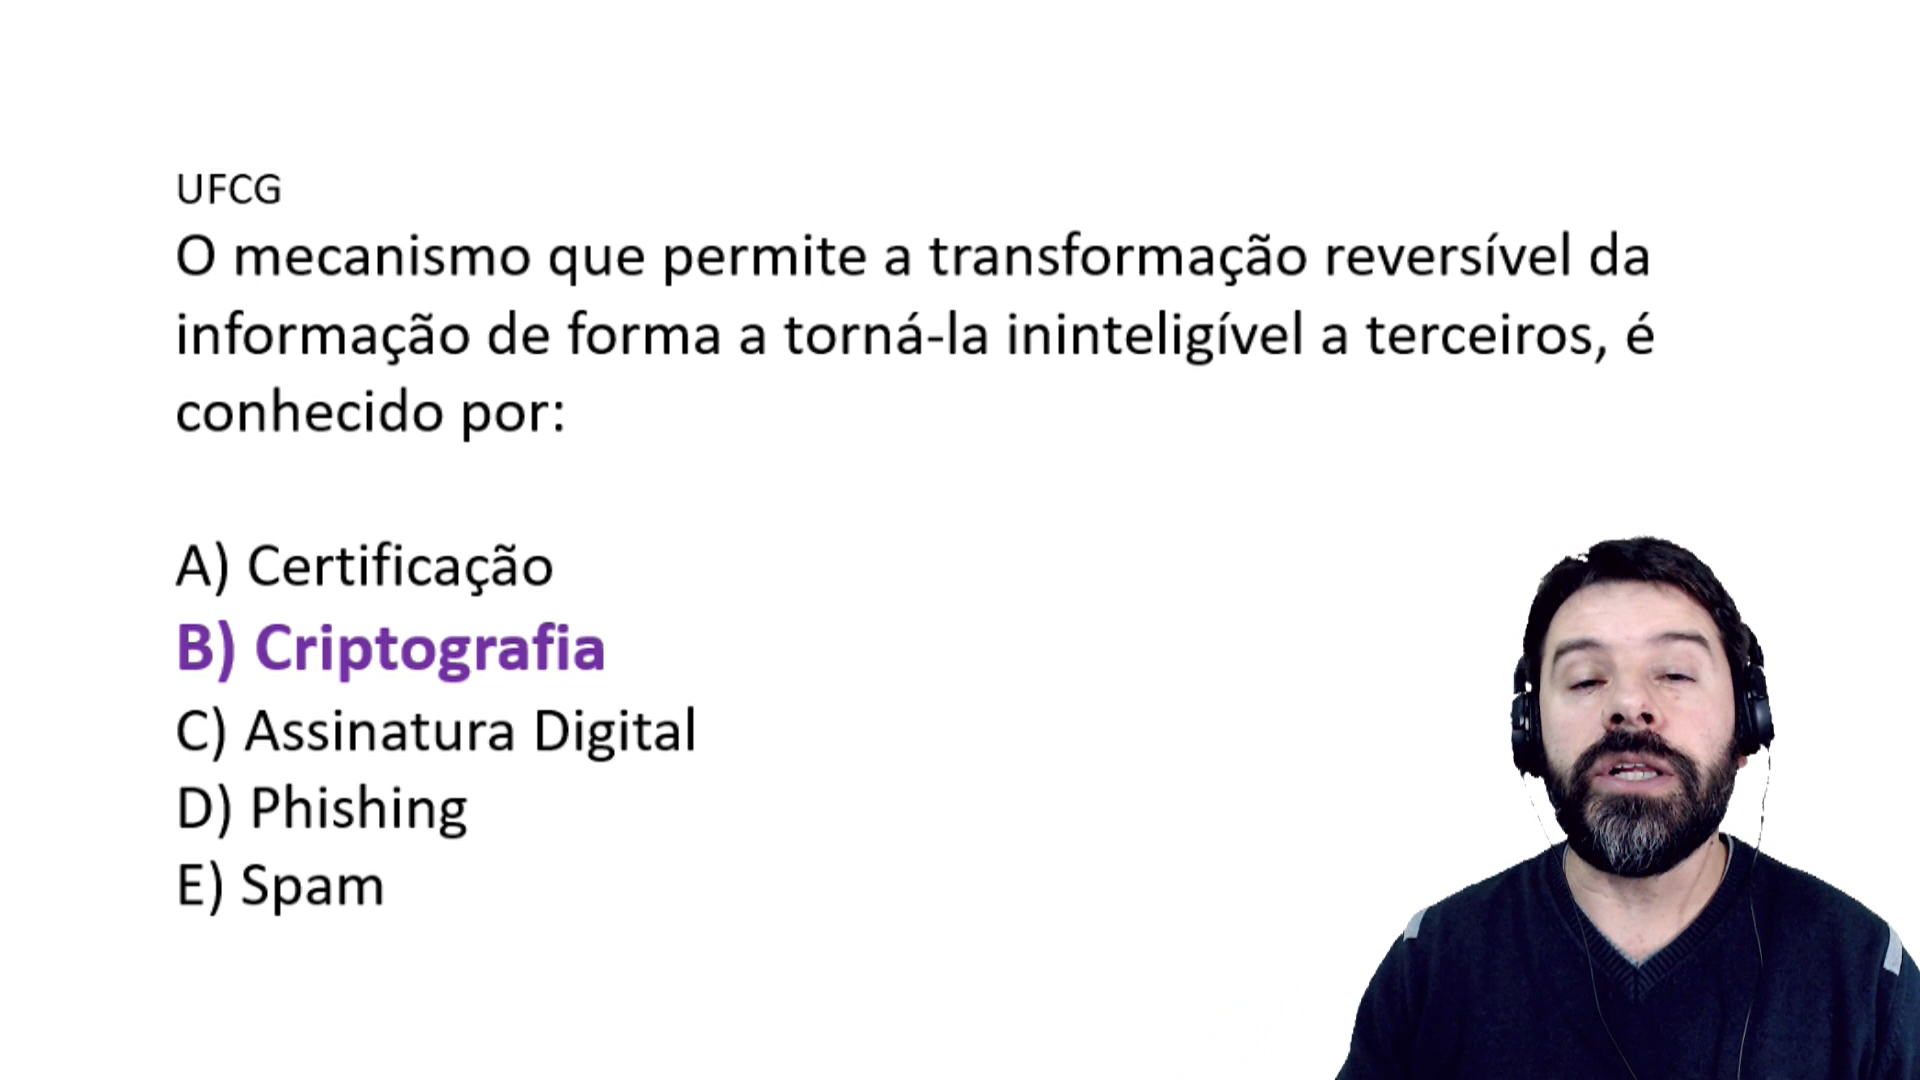 UFCG
O mecanismo que permite a transformação reversível da
informação de forma a torná-la ininteligível a terceiros, é
conhecido por:
A) Certificação
B) Criptografia
C) Assinatura Digital
D) Phishing
E) Spam